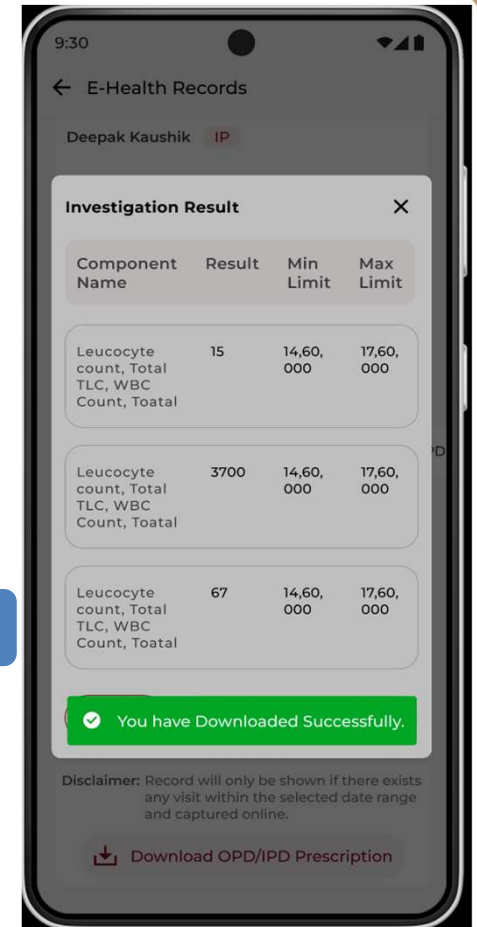 9:30
E-Health Records
Deepak Kaushik IP
Investigation Result
Component Result Min Max
Name Limit Limit
Leucocyte 15 14,60, 17,60,
count, Total 000 000
TLC, WBC
Count, Toatal
PD
Leucocyte 3700 14,60, 17,60,
count, Total 000 000
TLC, WBC
Count, Toatal
Leucocyte 67 14,60, 17,60,
count, Total 000 000
TLC, WBC
Count, Toatal
You have Downloaded Successfully.
Disclaimer: Record will only be shown if there exists
any visit within the selected date range
and captured online.
Download OPD/IPD Prescription